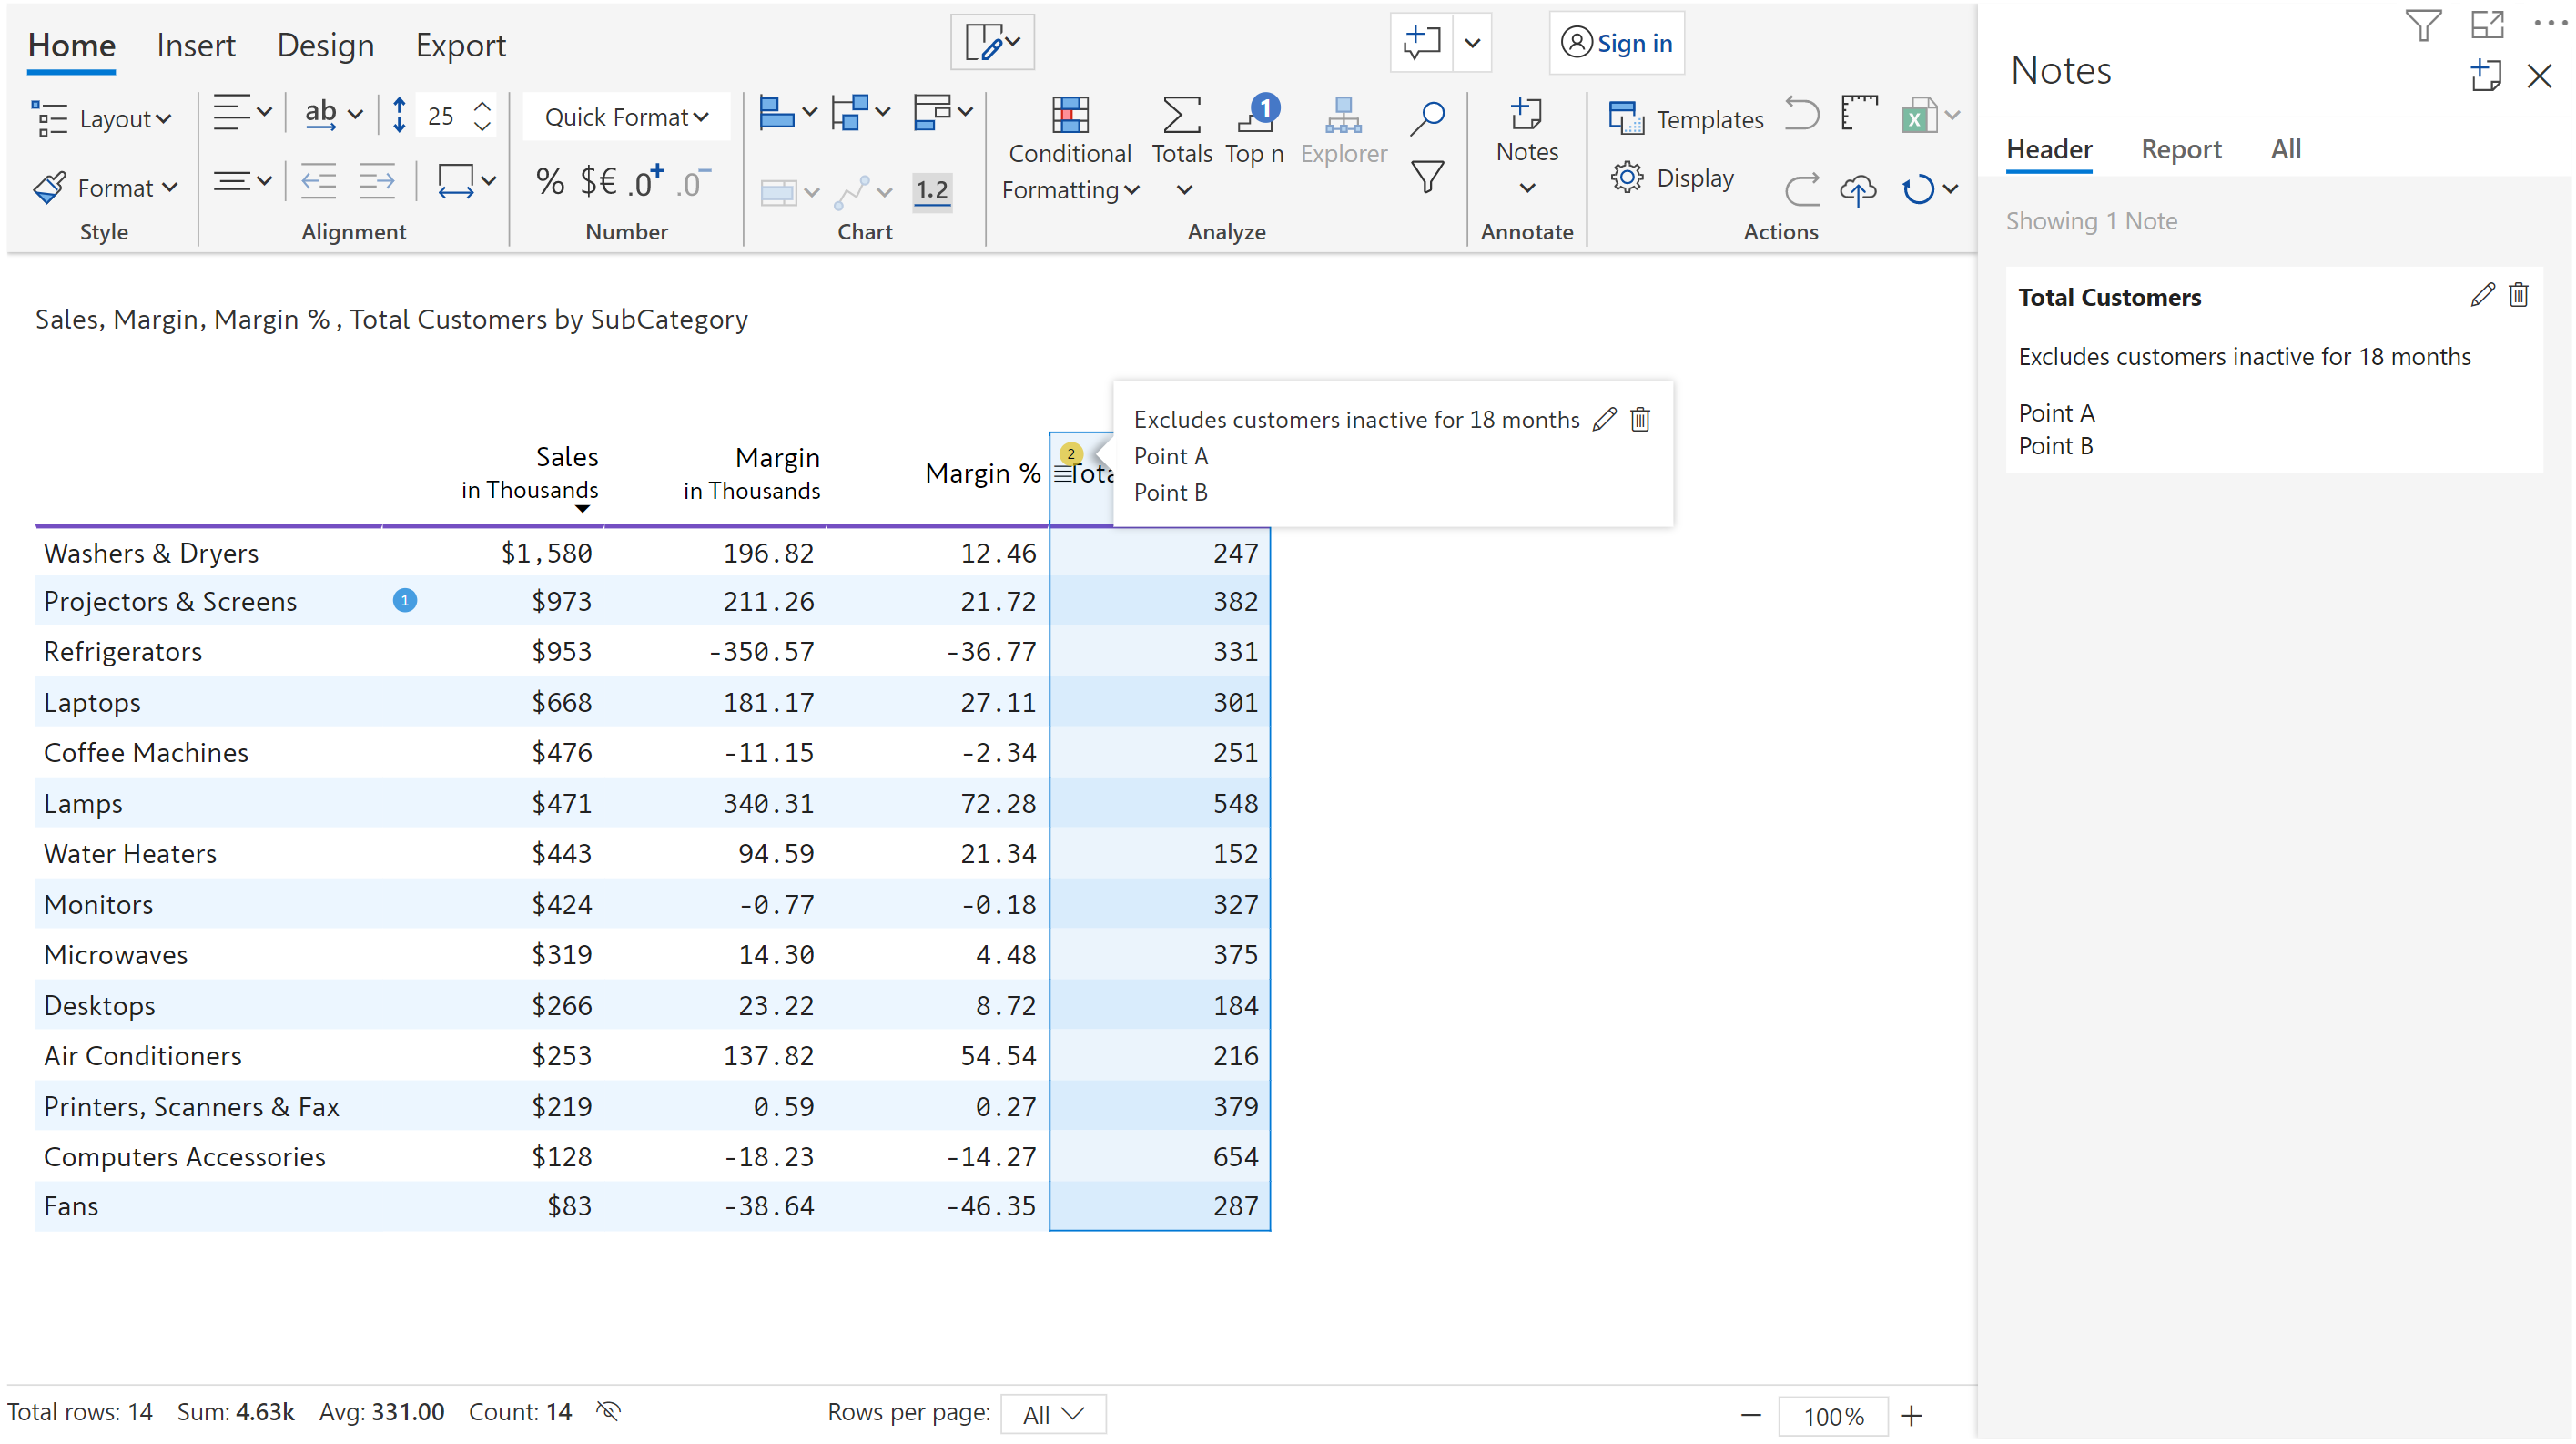 Home Insert Design Export
Sign in
Layout
ab
25
Quick Format
Conditional Formatting
Totals
Top n
1
Explorer
Notes
Templates
Format
% $€ .0+ .0-
1.2
Display
Style
Alignment
Number
Chart
Analyze
Annotate
Actions
Sales, Margin, Margin % , Total Customers by SubCategory
Excludes customers inactive for 18 months
Point A
Point B
2
Sales in Thousands
Margin in Thousands
Margin %
Washers & Dryers $1,580 196.82 12.46 247
Projectors & Screens 1 $973 211.26 21.72 382
Refrigerators $953 -350.57 -36.77 331
Laptops $668 181.17 27.11 301
Coffee Machines $476 -11.15 -2.34 251
Lamps $471 340.31 72.28 548
Water Heaters $443 94.59 21.34 152
Monitors $424 -0.77 -0.18 327
Microwaves $319 14.30 4.48 375
Desktops $266 23.22 8.72 184
Air Conditioners $253 137.82 54.54 216
Printers, Scanners & Fax $219 0.59 0.27 379
Computers Accessories $128 -18.23 -14.27 654
Fans $83 -38.64 -46.35 287
Total rows: 14 Sum: 4.63k Avg: 331.00 Count: 14
Rows per page: All
100%
Notes
Header Report All
Showing 1 Note
Total Customers
Excludes customers inactive for 18 months
Point A
Point B